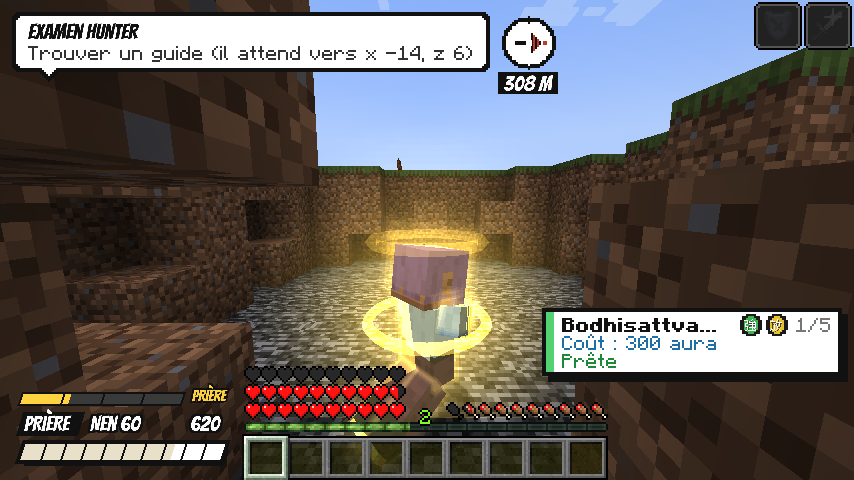 EXAMEN HUNTER
Trouver un guide (il attend vers x -14, z 6)
308 M
Bodhisattva... 1/5
Coût : 300 aura
Prête
PRIÈRE
PRIÈRE NEN 60 620
2